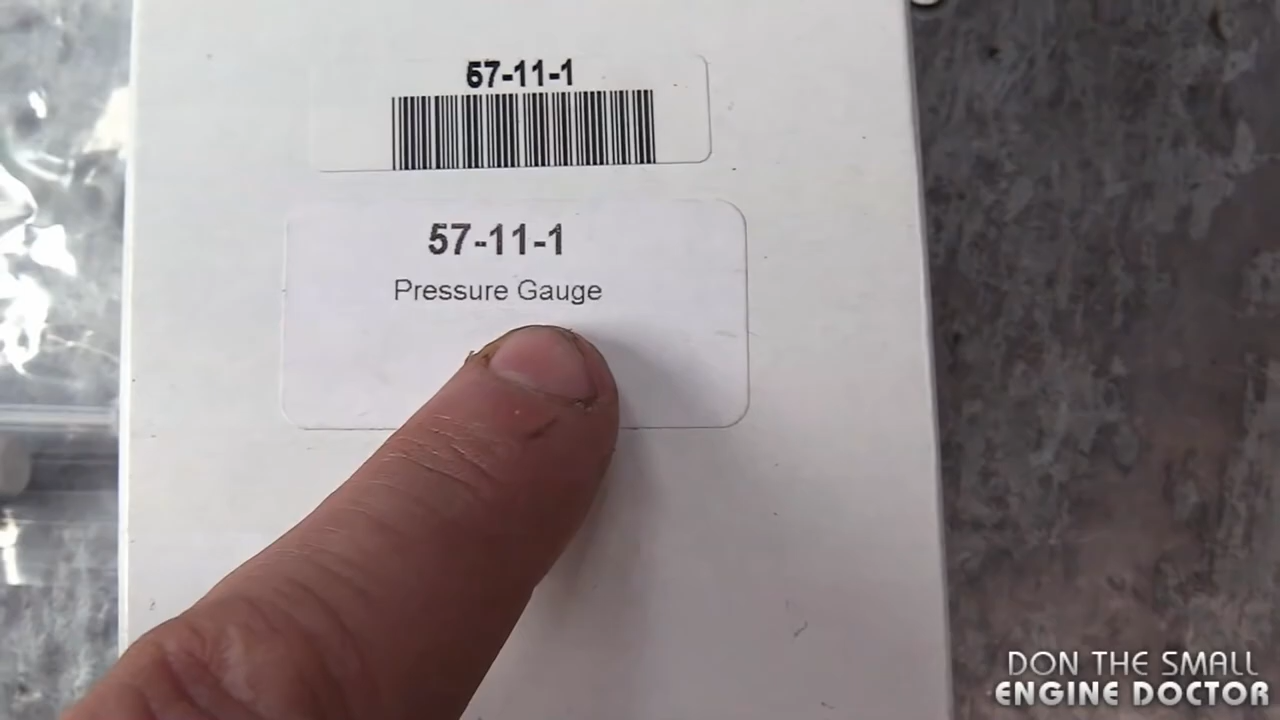 57-11-1
57-11-1
Pressure Gauge
DON THE SMALL
ENGINE DOCTOR